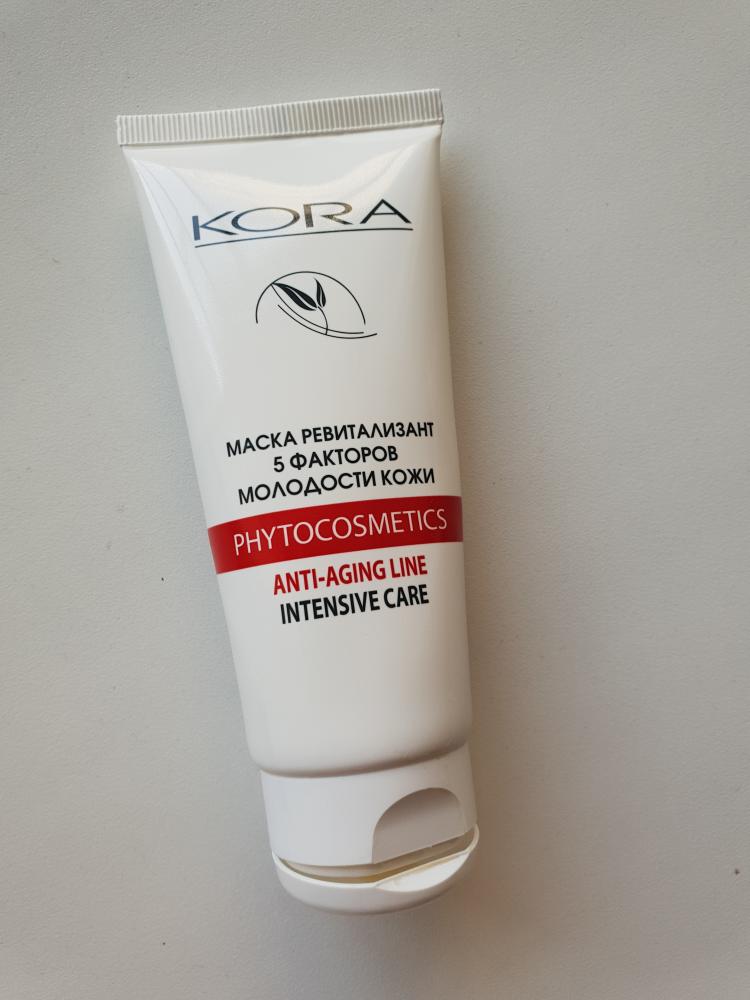 KORA
МАСКА РЕВИТАЛИЗАНТ
5 ФАКТОРОВ
МОЛОДОСТИ КОЖИ
PHYTOCOSMETICS
ANTI-AGING LINE
INTENSIVE CARE